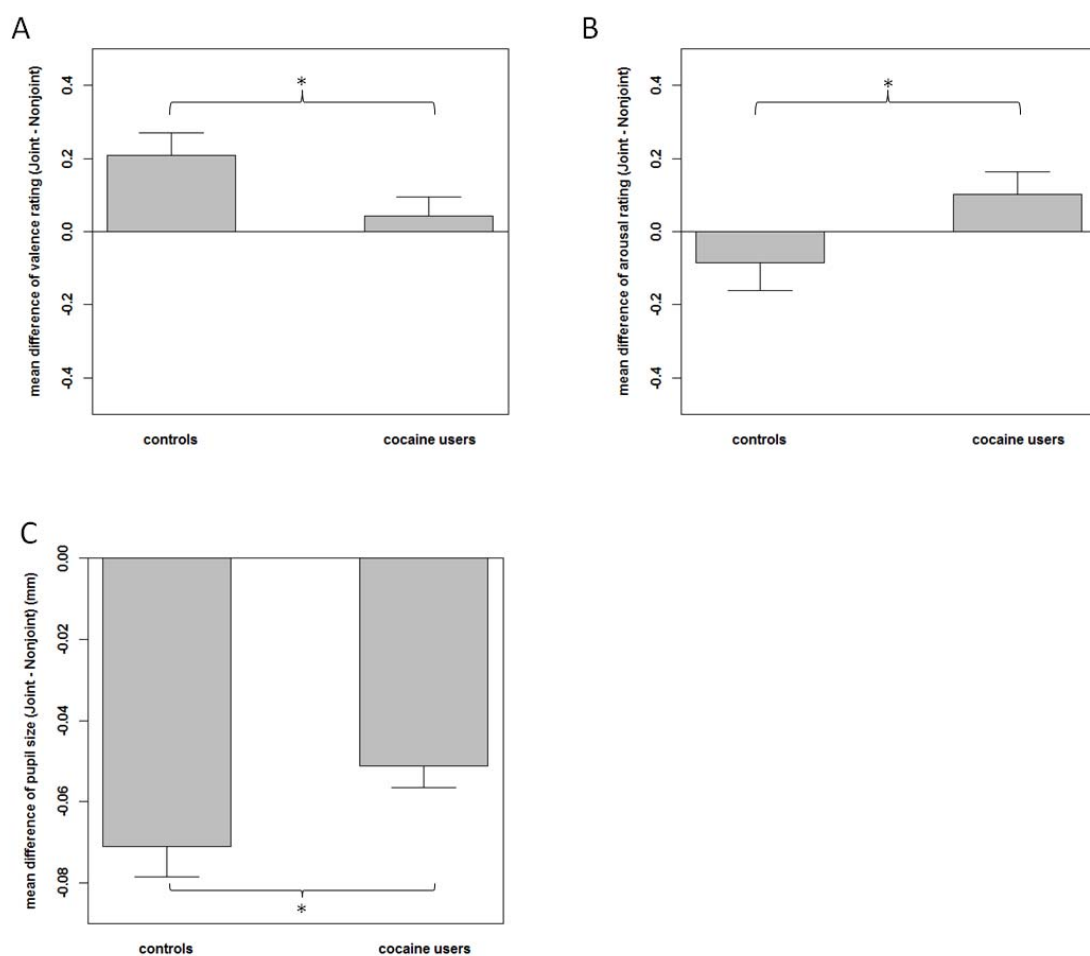 A
mean difference of valence rating (Joint - Nonjoint)
0.4
0.2
0.0
-0.2
-0.4
*
controls
cocaine users
B
mean difference of arousal rating (Joint - Nonjoint)
0.4
0.2
0.0
-0.2
-0.4
*
controls
cocaine users
C
mean difference of pupil size (Joint - Nonjoint) (mm)
0.00
-0.02
-0.04
-0.06
-0.08
*
controls
cocaine users